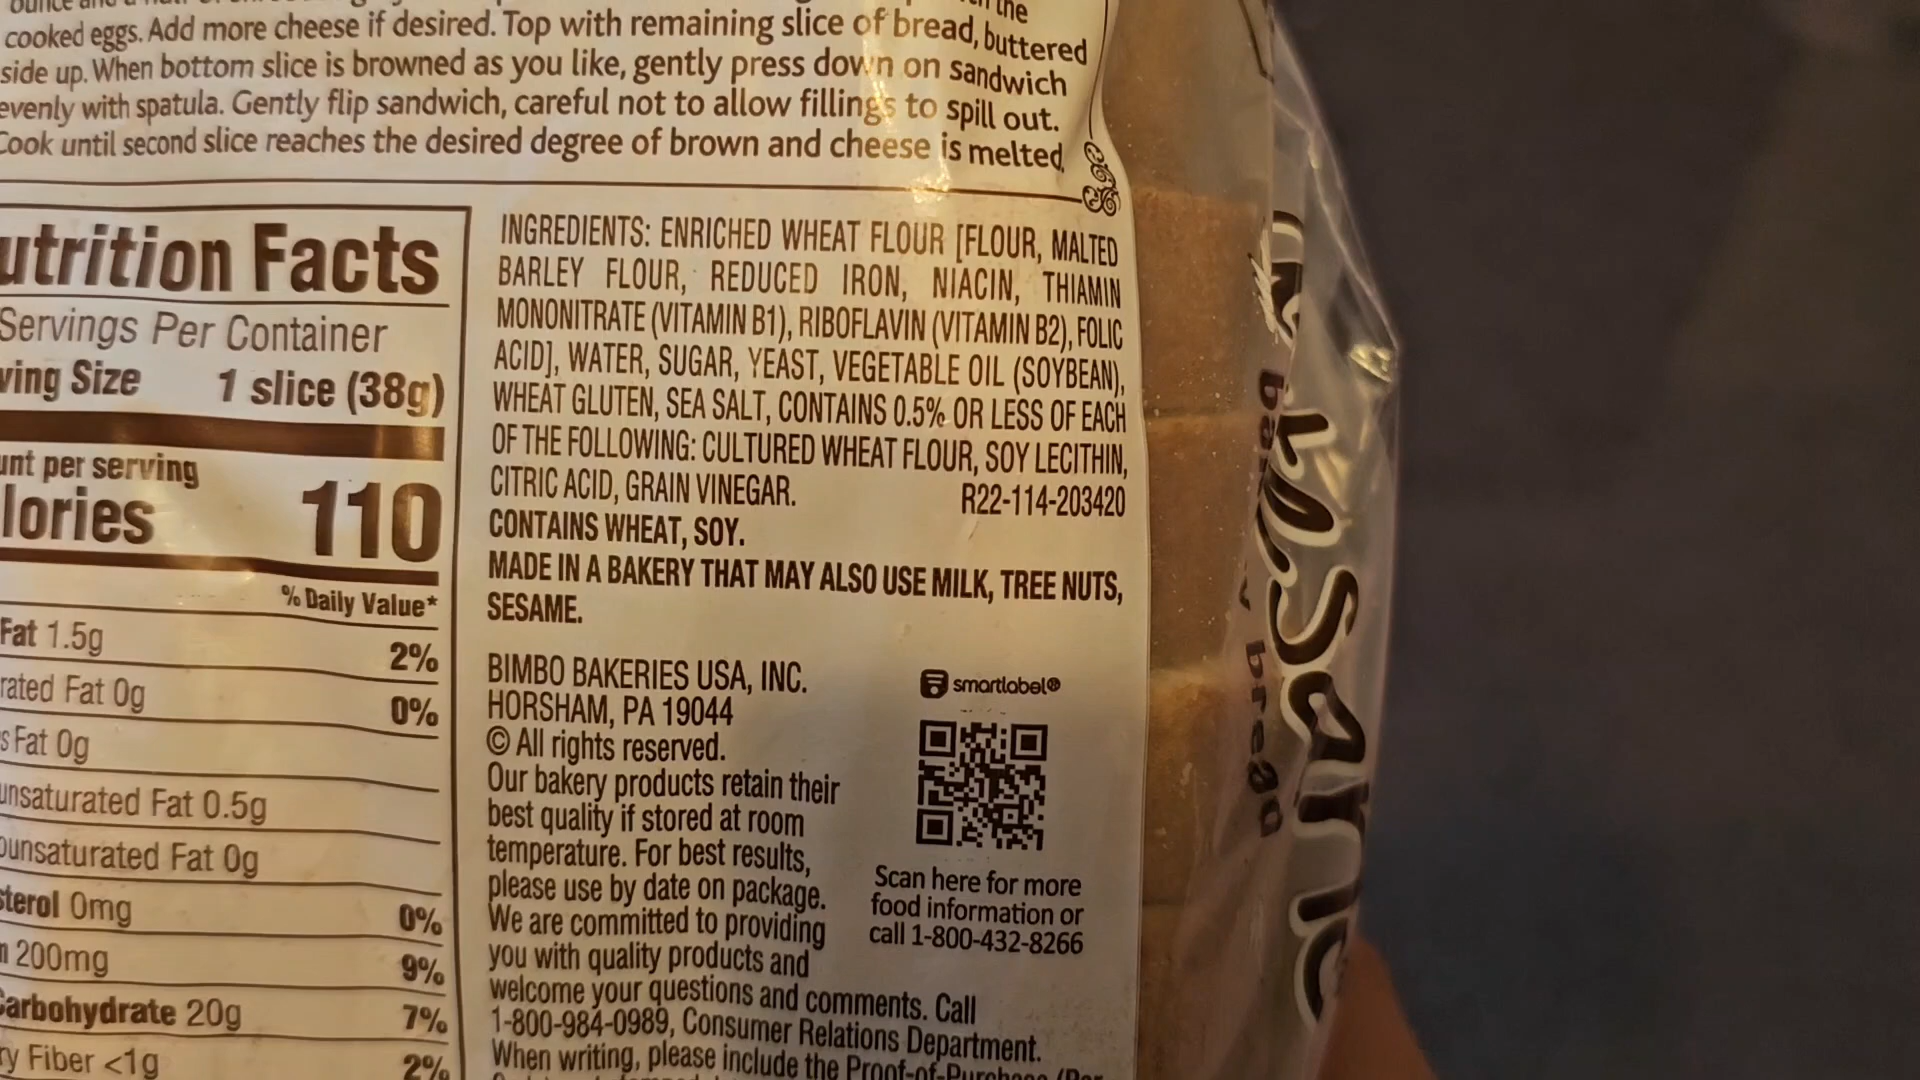 the
cooked eggs. Add more cheese if desired. Top with remaining slice of bread, buttered
side up. When bottom slice is browned as you like, gently press down on sandwich
evenly with spatula. Gently flip sandwich, careful not to allow fillings to spill out.
Cook until second slice reaches the desired degree of brown and cheese is melted.
utrition Facts
Servings Per Container
ving Size 1 slice (38g)
unt per serving
lories 110
% Daily Value*
Fat 1.5g 2%
rated Fat 0g 0%
s Fat 0g
unsaturated Fat 0.5g
ounsaturated Fat 0g
sterol 0mg 0%
m 200mg 9%
Carbohydrate 20g 7%
ry Fiber <1g 2%
INGREDIENTS: ENRICHED WHEAT FLOUR [FLOUR, MALTED
BARLEY FLOUR, REDUCED IRON, NIACIN, THIAMIN
MONONITRATE (VITAMIN B1), RIBOFLAVIN (VITAMIN B2), FOLIC
ACID], WATER, SUGAR, YEAST, VEGETABLE OIL (SOYBEAN),
WHEAT GLUTEN, SEA SALT, CONTAINS 0.5% OR LESS OF EACH
OF THE FOLLOWING: CULTURED WHEAT FLOUR, SOY LECITHIN,
CITRIC ACID, GRAIN VINEGAR. R22-114-203420
CONTAINS WHEAT, SOY.
MADE IN A BAKERY THAT MAY ALSO USE MILK, TREE NUTS,
SESAME.
BIMBO BAKERIES USA, INC.
HORSHAM, PA 19044
© All rights reserved.
Our bakery products retain their
best quality if stored at room
temperature. For best results,
please use by date on package.
We are committed to providing
you with quality products and
welcome your questions and comments. Call
1-800-984-0989, Consumer Relations Department.
When writing, please include the Proof-of-Purchase
smartlabel®
Scan here for more
food information or
call 1-800-432-8266
bread